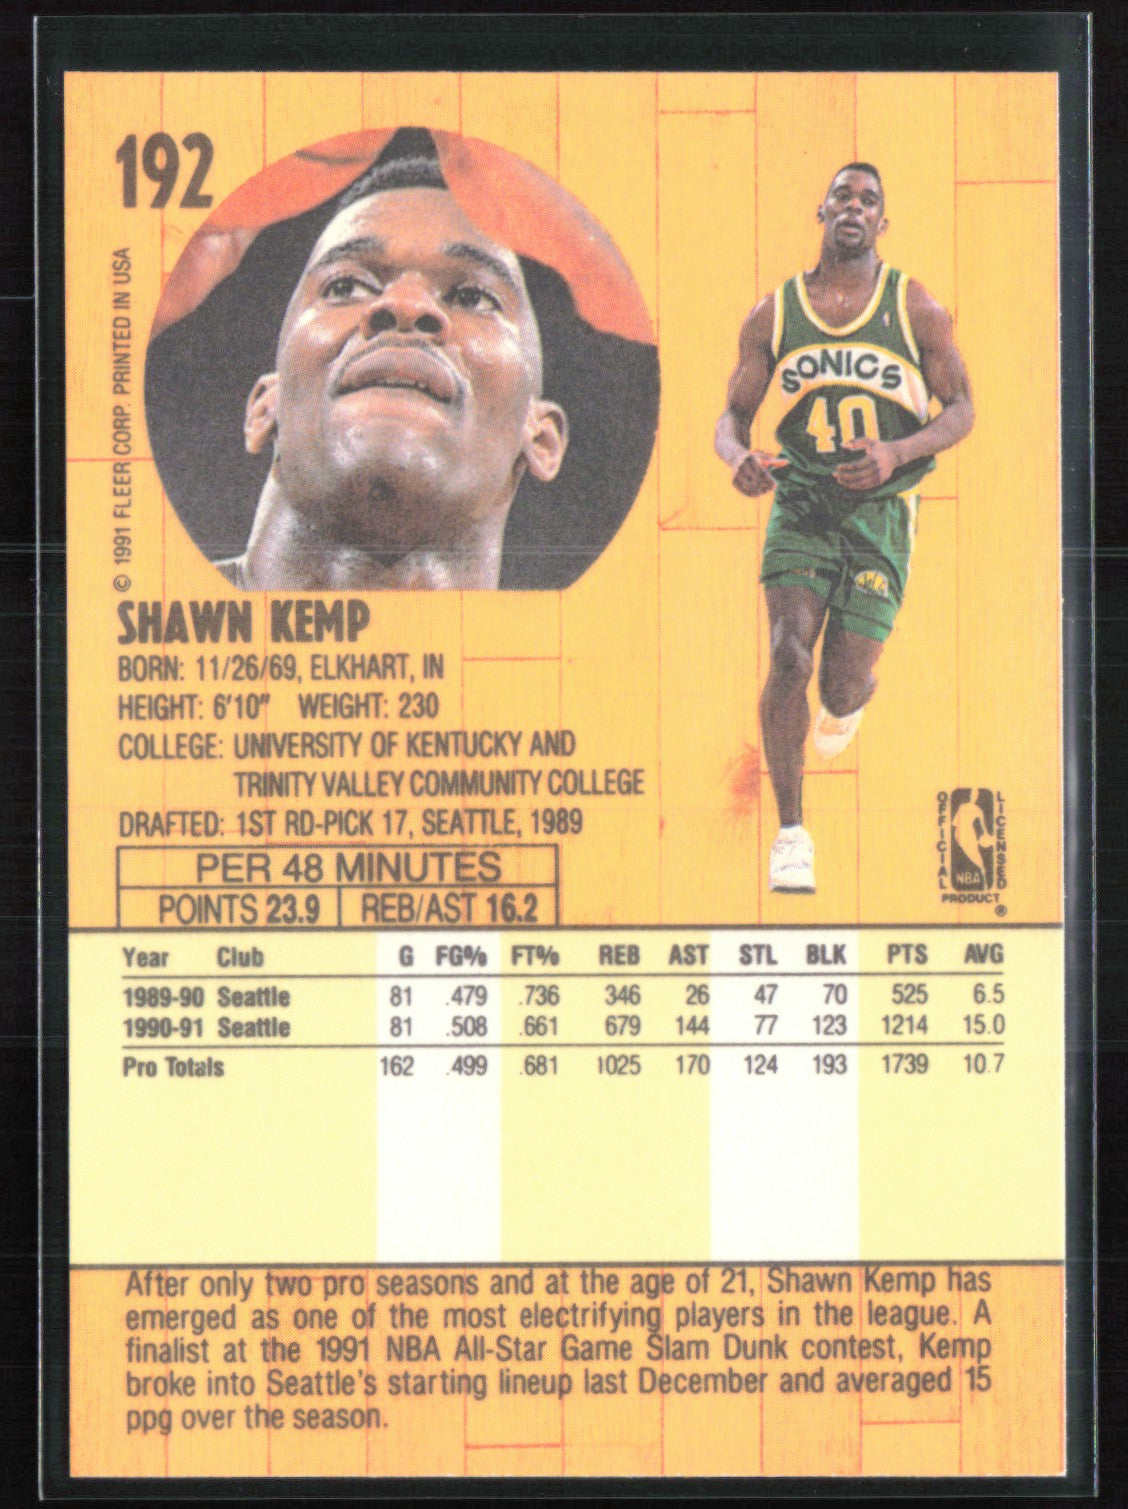 192
© 1991 FLEER CORP. PRINTED IN USA
SONICS
40
SHAWN KEMP
BORN: 11/26/69, ELKHART, IN
HEIGHT: 6'10" WEIGHT: 230
COLLEGE: UNIVERSITY OF KENTUCKY AND
TRINITY VALLEY COMMUNITY COLLEGE
DRAFTED: 1ST RD-PICK 17, SEATTLE, 1989
OFFICIAL LICENSED
NBA
PRODUCT ®
PER 48 MINUTES
POINTS 23.9 REB/AST 16.2
Year Club G FG% FT% REB AST STL BLK PTS AVG
1989-90 Seattle 81 .479 .736 346 26 47 70 525 6.5
1990-91 Seattle 81 .508 .661 679 144 77 123 1214 15.0
Pro Totals 162 .499 .681 1025 170 124 193 1739 10.7
After only two pro seasons and at the age of 21, Shawn Kemp has
emerged as one of the most electrifying players in the league. A
finalist at the 1991 NBA All-Star Game Slam Dunk contest, Kemp
broke into Seattle's starting lineup last December and averaged 15
ppg over the season.